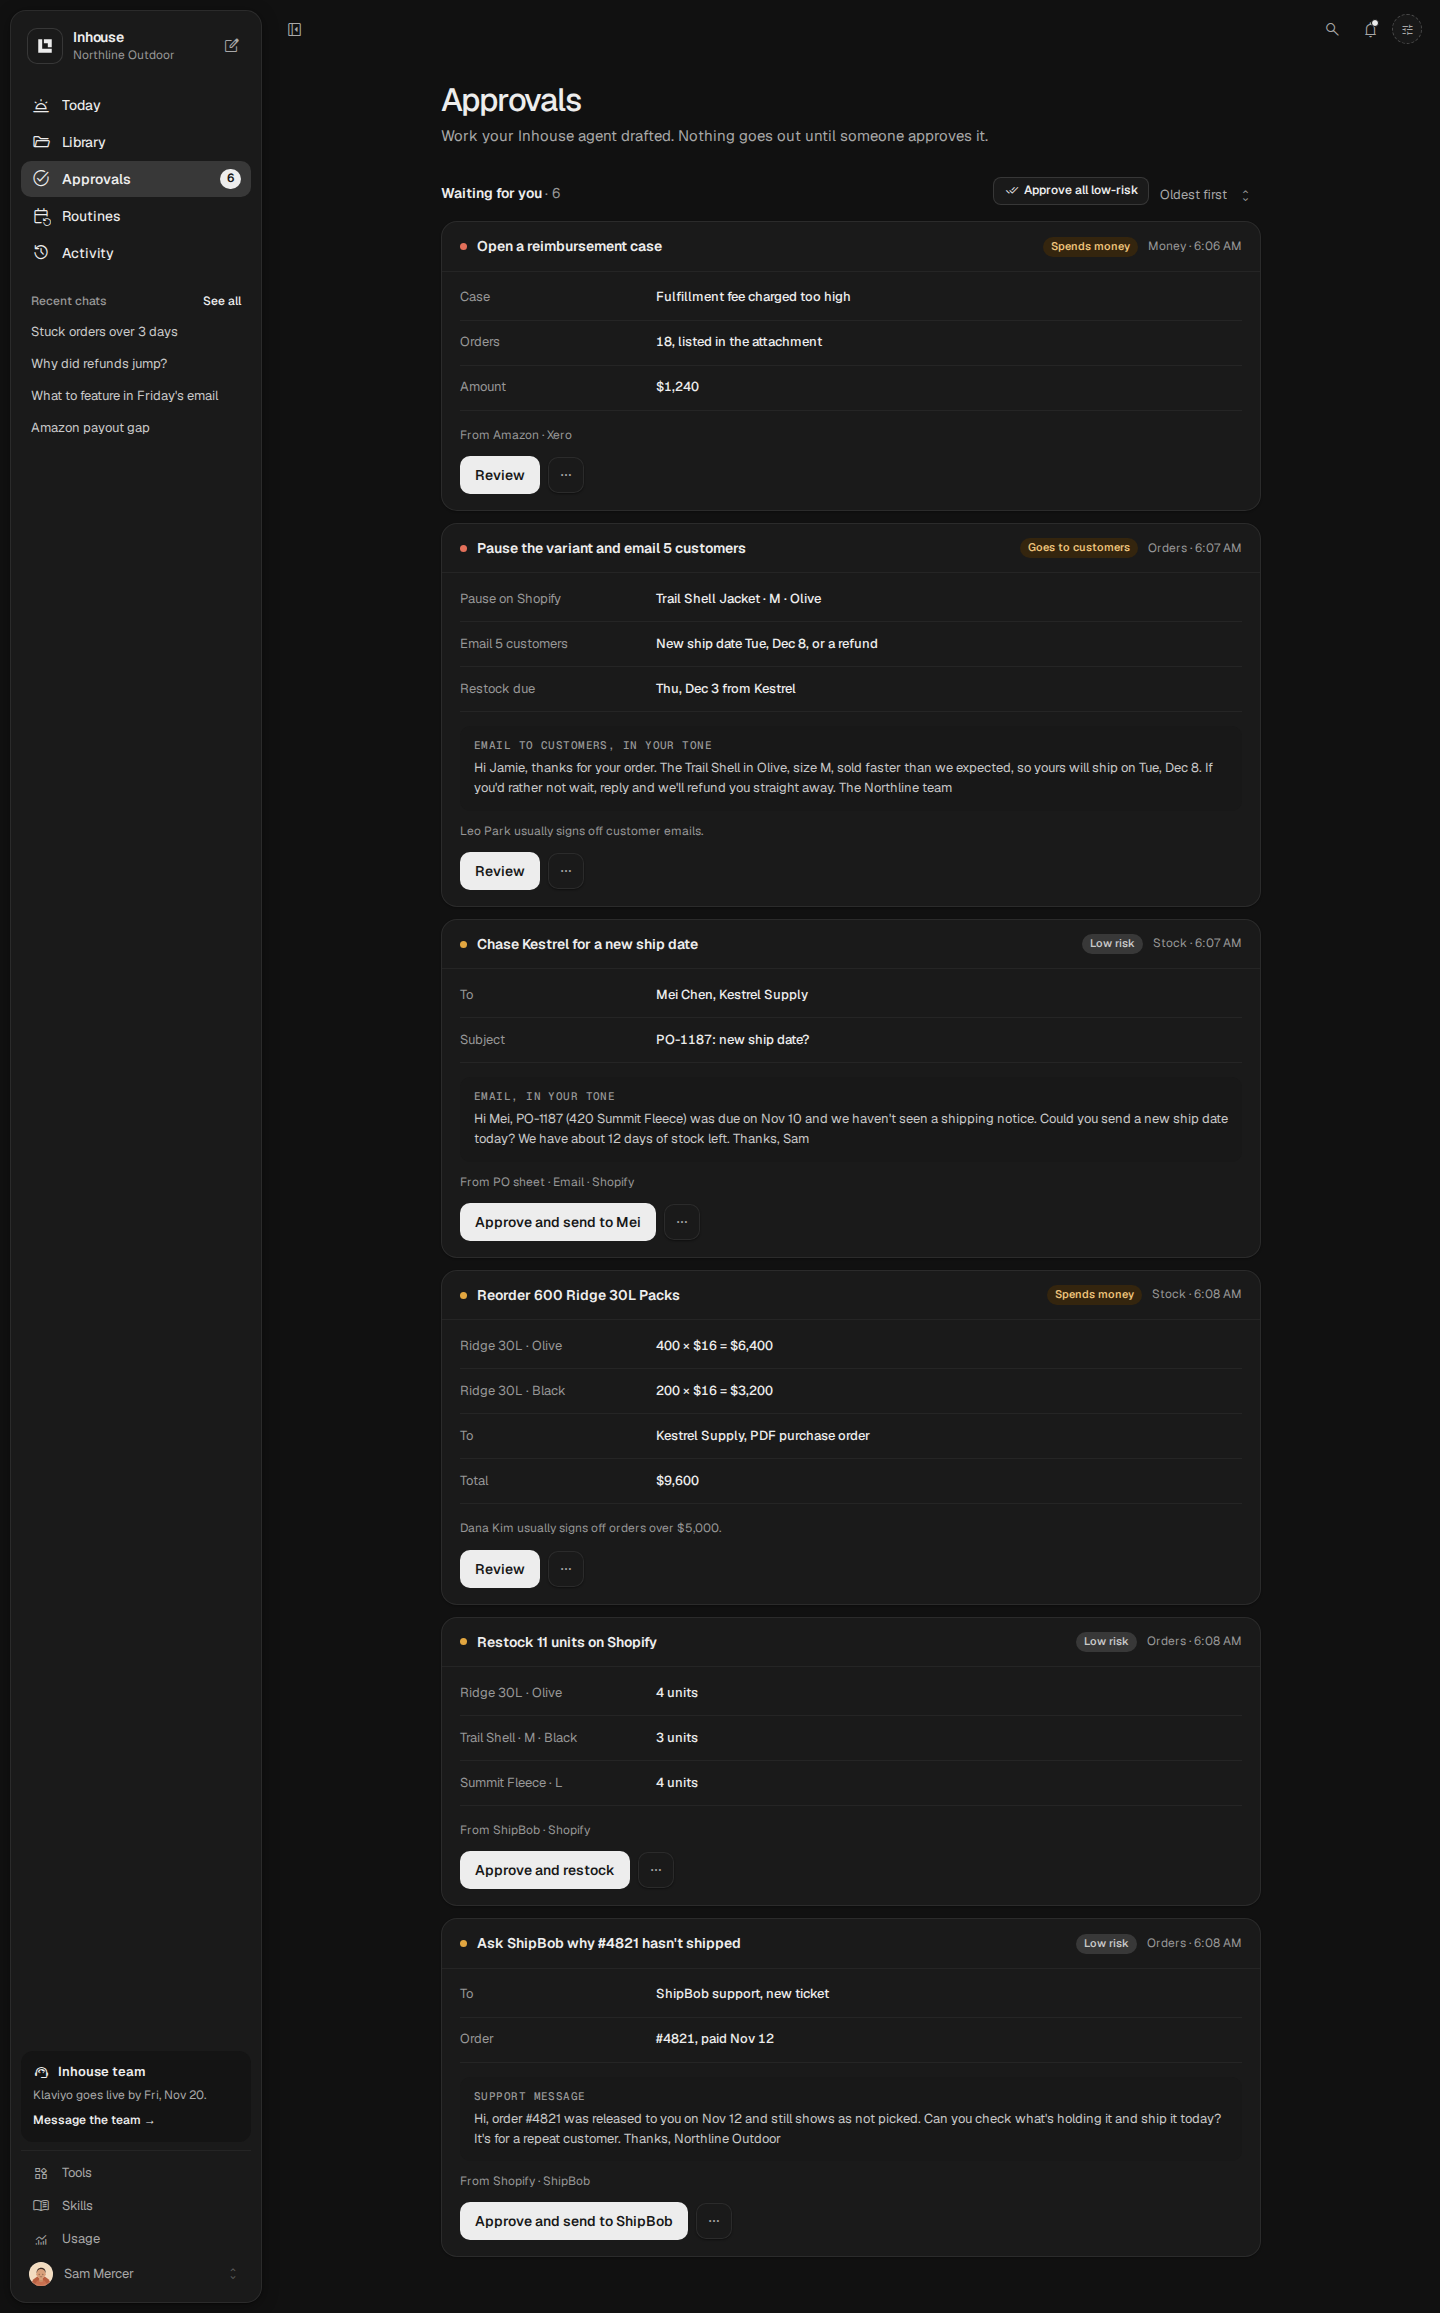 Inhouse
Northline Outdoor
Today
Library
Approvals 6
Routines
Activity
Recent chats See all
Stuck orders over 3 days
Why did refunds jump?
What to feature in Friday's email
Amazon payout gap
Inhouse team
Klaviyo goes live by Fri, Nov 20.
Message the team →
Tools
Skills
Usage
Sam Mercer
Approvals
Work your Inhouse agent drafted. Nothing goes out until someone approves it.
Waiting for you · 6 Approve all low-risk Oldest first
Open a reimbursement case Spends money Money · 6:06 AM
Case Fulfillment fee charged too high
Orders 18, listed in the attachment
Amount $1,240
From Amazon · Xero
Review ...
Pause the variant and email 5 customers Goes to customers Orders · 6:07 AM
Pause on Shopify Trail Shell Jacket · M · Olive
Email 5 customers New ship date Tue, Dec 8, or a refund
Restock due Thu, Dec 3 from Kestrel
EMAIL TO CUSTOMERS, IN YOUR TONE
Hi Jamie, thanks for your order. The Trail Shell in Olive, size M, sold faster than we expected, so yours will ship on Tue, Dec 8. If
you'd rather not wait, reply and we'll refund you straight away. The Northline team
Leo Park usually signs off customer emails.
Review ...
Chase Kestrel for a new ship date Low risk Stock · 6:07 AM
To Mei Chen, Kestrel Supply
Subject PO-1187: new ship date?
EMAIL, IN YOUR TONE
Hi Mei, PO-1187 (420 Summit Fleece) was due on Nov 10 and we haven't seen a shipping notice. Could you send a new ship date
today? We have about 12 days of stock left. Thanks, Sam
From PO sheet · Email · Shopify
Approve and send to Mei ...
Reorder 600 Ridge 30L Packs Spends money Stock · 6:08 AM
Ridge 30L · Olive 400 × $16 = $6,400
Ridge 30L · Black 200 × $16 = $3,200
To Kestrel Supply, PDF purchase order
Total $9,600
Dana Kim usually signs off orders over $5,000.
Review ...
Restock 11 units on Shopify Low risk Orders · 6:08 AM
Ridge 30L · Olive 4 units
Trail Shell · M · Black 3 units
Summit Fleece · L 4 units
From ShipBob · Shopify
Approve and restock ...
Ask ShipBob why #4821 hasn't shipped Low risk Orders · 6:08 AM
To ShipBob support, new ticket
Order #4821, paid Nov 12
SUPPORT MESSAGE
Hi, order #4821 was released to you on Nov 12 and still shows as not picked. Can you check what's holding it and ship it today?
It's for a repeat customer. Thanks, Northline Outdoor
From Shopify · ShipBob
Approve and send to ShipBob ...